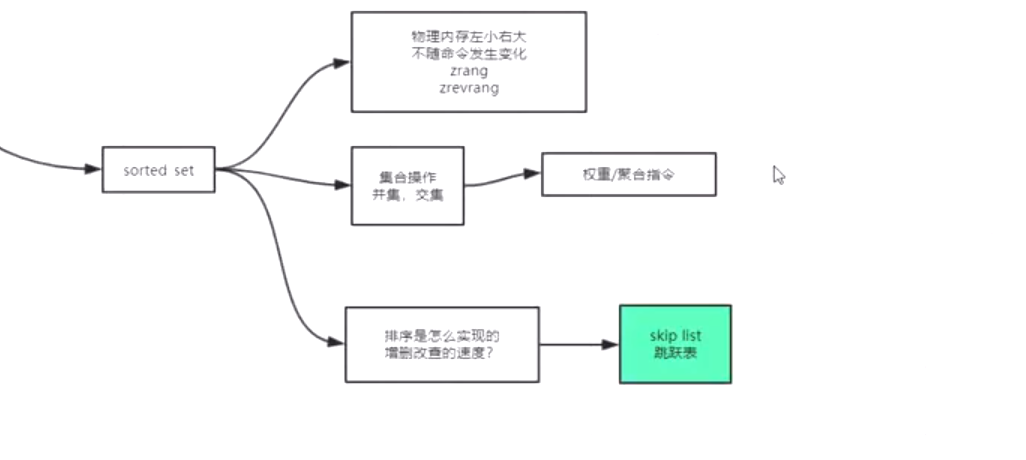 物理内存左小右大
不随命令发生变化
zrang
zrevrang
sorted set
集合操作
并集，交集
权重/聚合指令
排序是怎么实现的
增删改查的速度？
skip list
跳跃表